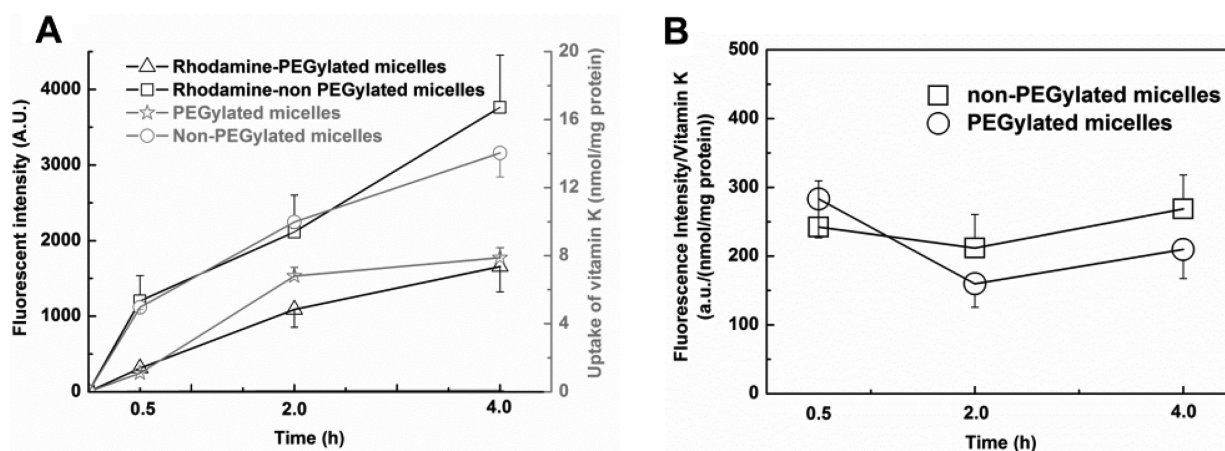 A
Fluorescent intensity (A.U.)
4500
4000
3000
2000
1000
0
Rhodamine-PEGylated micelles
Rhodamine-non PEGylated micelles
PEGylated micelles
Non-PEGylated micelles
20
16
12
8
4
0
Uptake of vitamin K (nmol/mg protein)
0.5
2.0
4.0
Time (h)
B
Fluorescence Intensity/Vitamin K
(a.u./(nmol/mg protein))
500
400
300
200
100
0
non-PEGylated micelles
PEGylated micelles
0.5
2.0
4.0
Time (h)